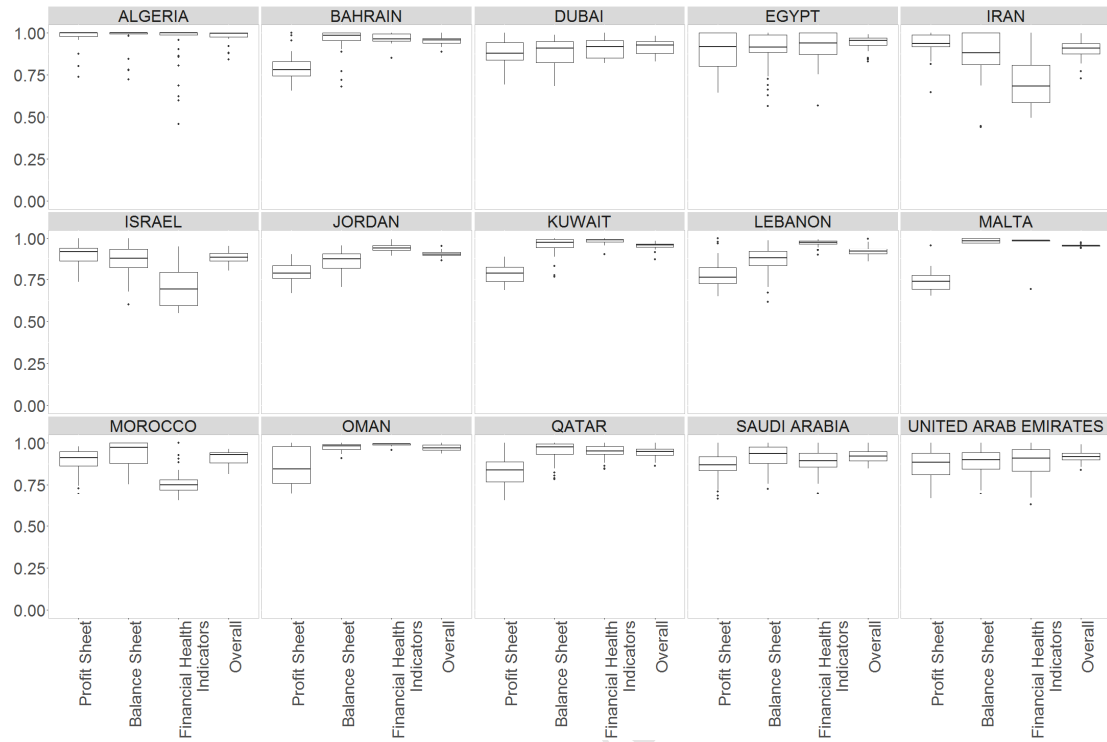 ALGERIA
BAHRAIN
DUBAI
EGYPT
IRAN
1.00
0.75
0.50
0.25
0.00
ISRAEL
JORDAN
KUWAIT
LEBANON
MALTA
1.00
0.75
0.50
0.25
0.00
MOROCCO
OMAN
QATAR
SAUDI ARABIA
UNITED ARAB EMIRATES
1.00
0.75
0.50
0.25
0.00
Profit Sheet
Balance Sheet
Financial Health
Indicators
Overall
Profit Sheet
Balance Sheet
Financial Health
Indicators
Overall
Profit Sheet
Balance Sheet
Financial Health
Indicators
Overall
Profit Sheet
Balance Sheet
Financial Health
Indicators
Overall
Profit Sheet
Balance Sheet
Financial Health
Indicators
Overall